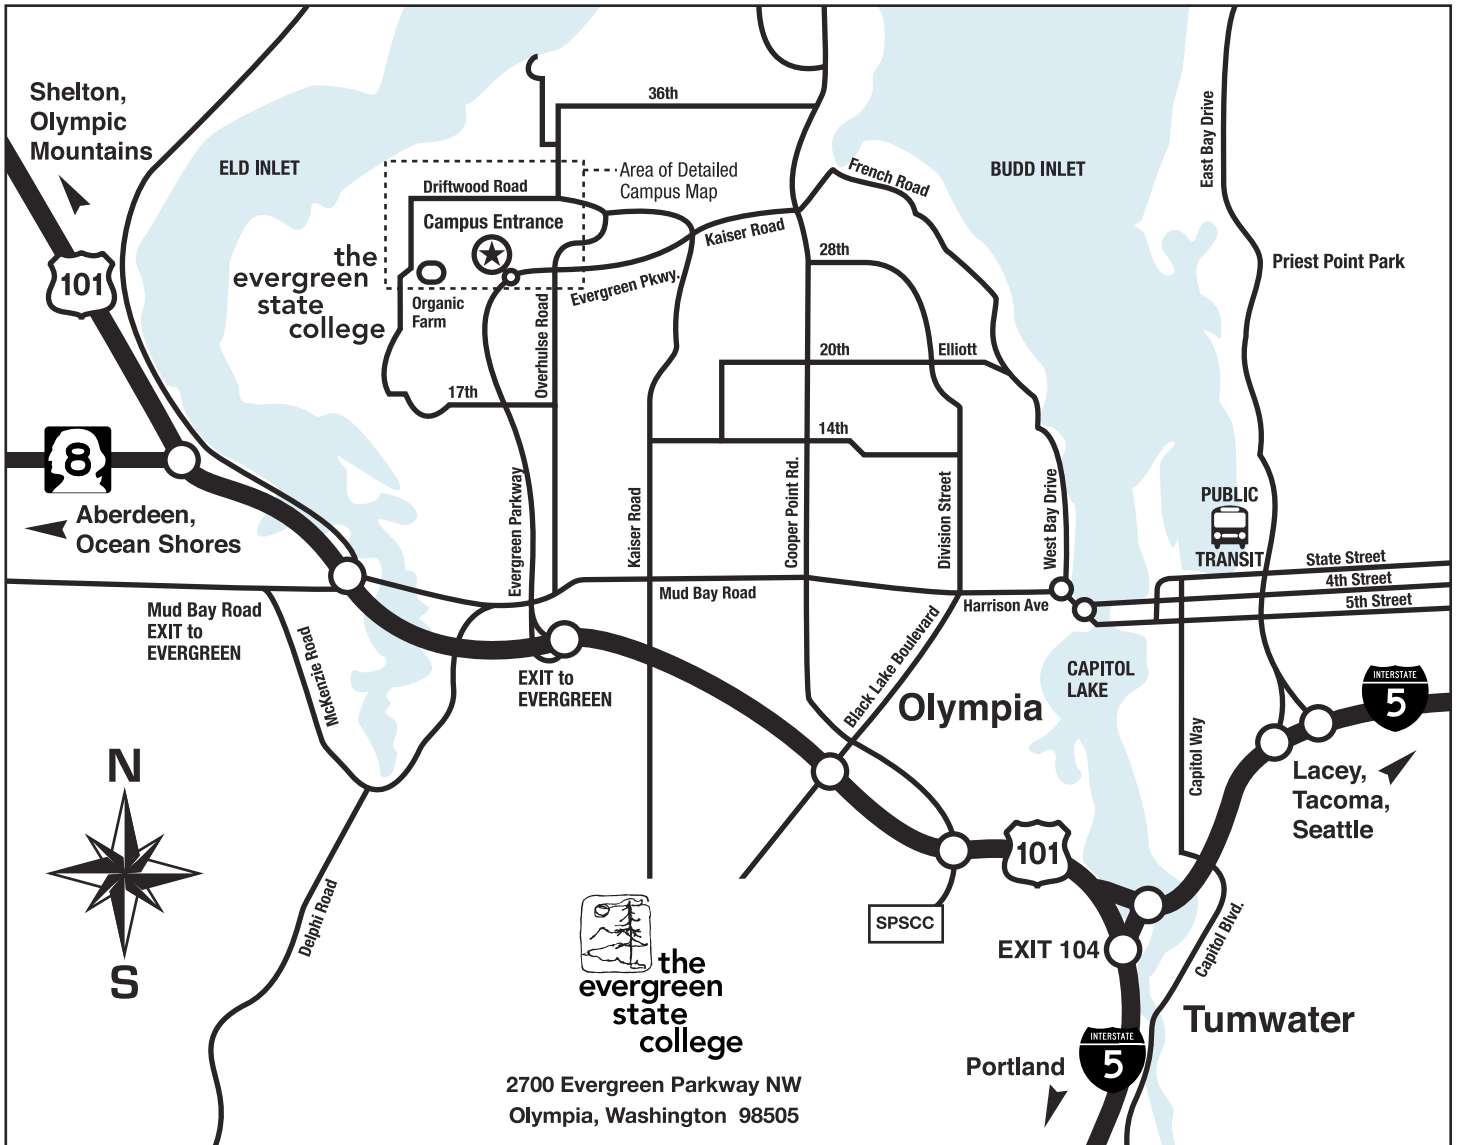 Shelton,
Olympic
Mountains
101
ELD INLET
36th
Area of Detailed
Campus Map
Driftwood Road
Campus Entrance
the
evergreen
state
college
Organic
Farm
17th
Overhulse Road
Evergreen Pkwy.
Kaiser Road
French Road
BUDD INLET
East Bay Drive
Priest Point Park
28th
20th
Elliott
14th
8
Aberdeen,
Ocean Shores
Evergreen Parkway
Kaiser Road
Cooper Point Rd.
Division Street
West Bay Drive
PUBLIC
TRANSIT
State Street
4th Street
5th Street
Mud Bay Road
EXIT to
EVERGREEN
McKenzie Road
Mud Bay Road
Harrison Ave
EXIT to
EVERGREEN
Black Lake Boulevard
Olympia
CAPITOL
LAKE
Capitol Way
INTERSTATE
5
Lacey,
Tacoma,
Seattle
N
S
Delphi Road
101
SPSCC
EXIT 104
Capitol Blvd.
Tumwater
INTERSTATE
5
Portland
the
evergreen
state
college
2700 Evergreen Parkway NW
Olympia, Washington 98505